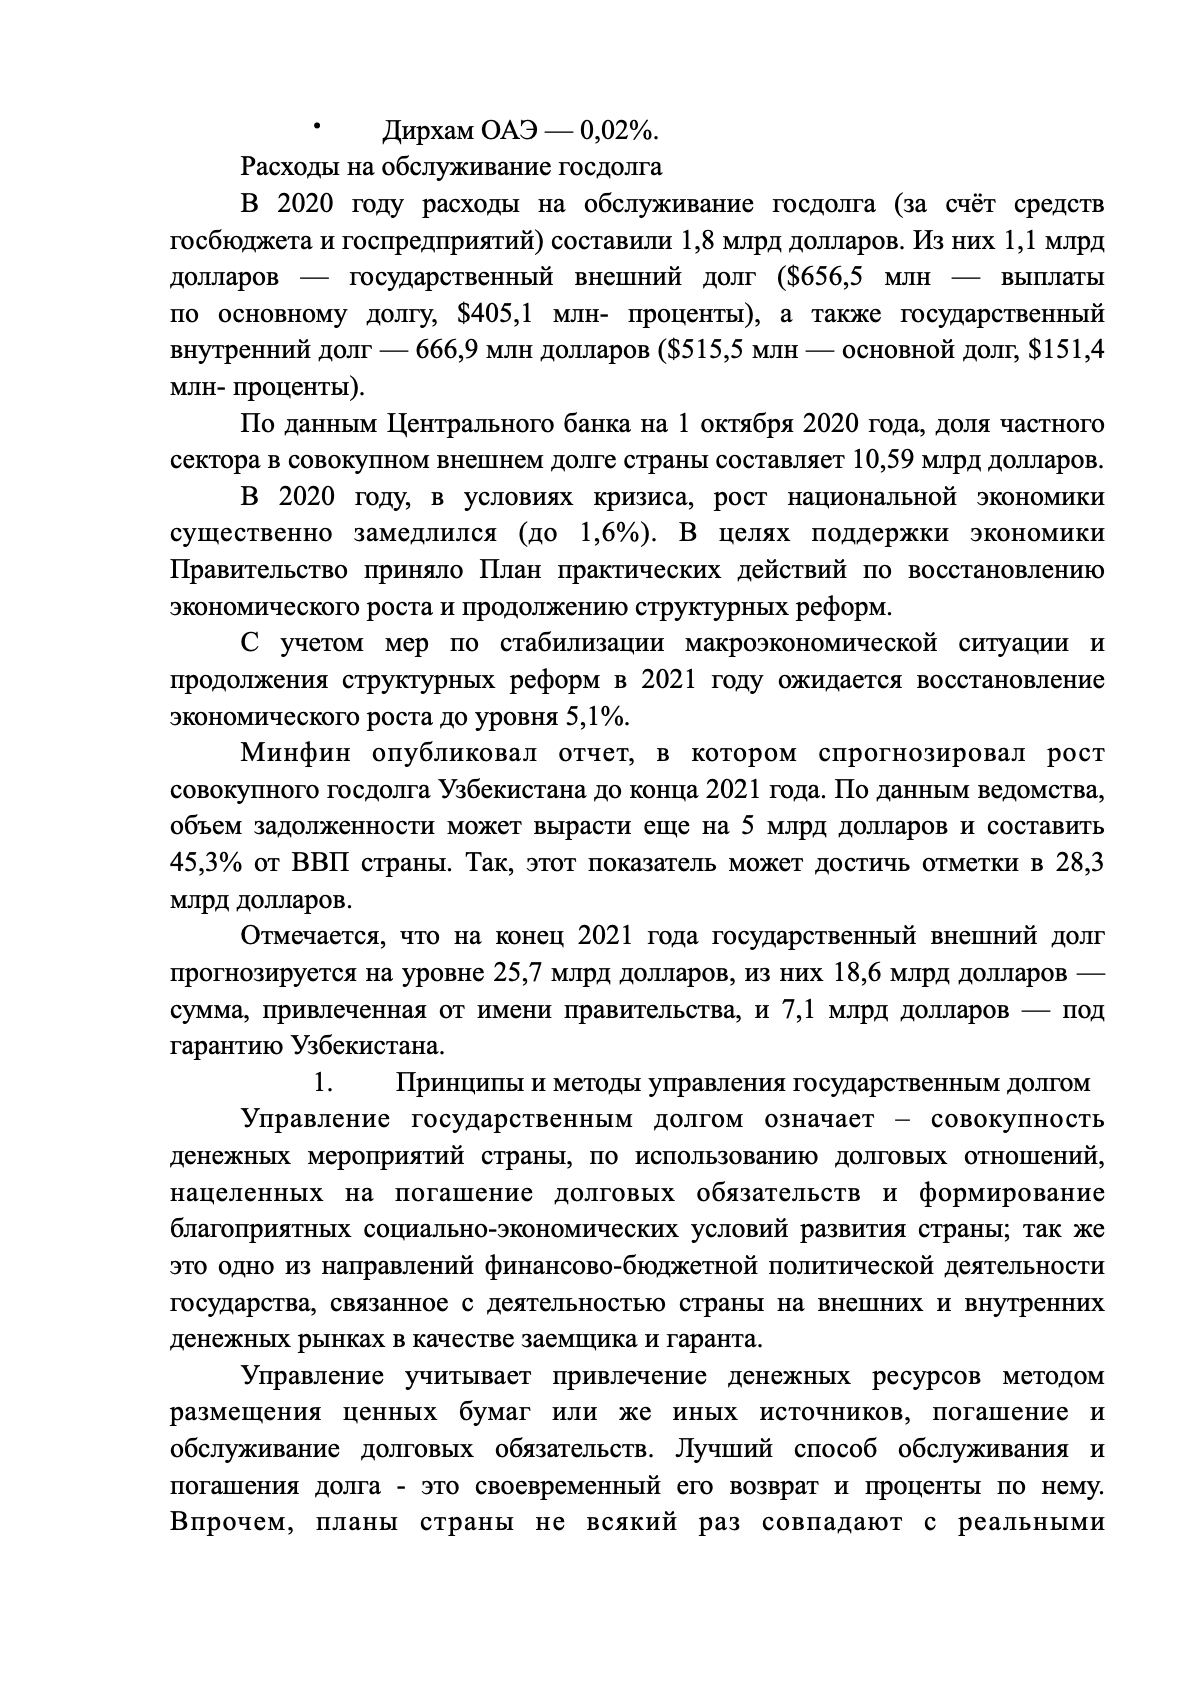 • Дирхам ОАЭ — 0,02%.
Расходы на обслуживание госдолга
В 2020 году расходы на обслуживание госдолга (за счёт средств
госбюджета и госпредприятий) составили 1,8 млрд долларов. Из них 1,1 млрд
долларов — государственный внешний долг ($656,5 млн — выплаты
по основному долгу, $405,1 млн- проценты), а также государственный
внутренний долг — 666,9 млн долларов ($515,5 млн — основной долг, $151,4
млн- проценты).
По данным Центрального банка на 1 октября 2020 года, доля частного
сектора в совокупном внешнем долге страны составляет 10,59 млрд долларов.
В 2020 году, в условиях кризиса, рост национальной экономики
существенно замедлился (до 1,6%). В целях поддержки экономики
Правительство приняло План практических действий по восстановлению
экономического роста и продолжению структурных реформ.
С учетом мер по стабилизации макроэкономической ситуации и
продолжения структурных реформ в 2021 году ожидается восстановление
экономического роста до уровня 5,1%.
Минфин опубликовал отчет, в котором спрогнозировал рост
совокупного госдолга Узбекистана до конца 2021 года. По данным ведомства,
объем задолженности может вырасти еще на 5 млрд долларов и составить
45,3% от ВВП страны. Так, этот показатель может достичь отметки в 28,3
млрд долларов.
Отмечается, что на конец 2021 года государственный внешний долг
прогнозируется на уровне 25,7 млрд долларов, из них 18,6 млрд долларов —
сумма, привлеченная от имени правительства, и 7,1 млрд долларов — под
гарантию Узбекистана.
1. Принципы и методы управления государственным долгом
Управление государственным долгом означает – совокупность
денежных мероприятий страны, по использованию долговых отношений,
нацеленных на погашение долговых обязательств и формирование
благоприятных социально-экономических условий развития страны; так же
это одно из направлений финансово-бюджетной политической деятельности
государства, связанное с деятельностью страны на внешних и внутренних
денежных рынках в качестве заемщика и гаранта.
Управление учитывает привлечение денежных ресурсов методом
размещения ценных бумаг или же иных источников, погашение и
обслуживание долговых обязательств. Лучший способ обслуживания и
погашения долга - это своевременный его возврат и проценты по нему.
Впрочем, планы страны не всякий раз совпадают с реальными